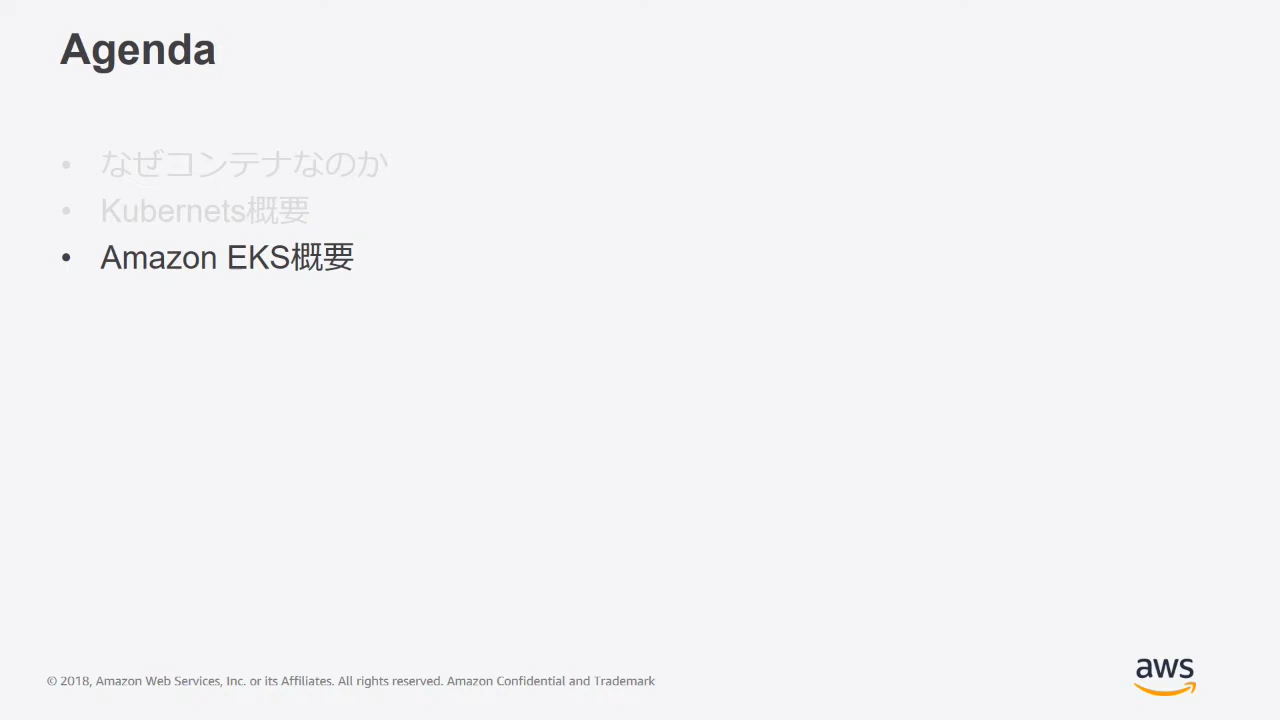 Agenda
• なぜコンテナなのか
• Kubernets概要
• Amazon EKS概要
© 2018, Amazon Web Services, Inc. or its Affiliates. All rights reserved. Amazon Confidential and Trademark
aws